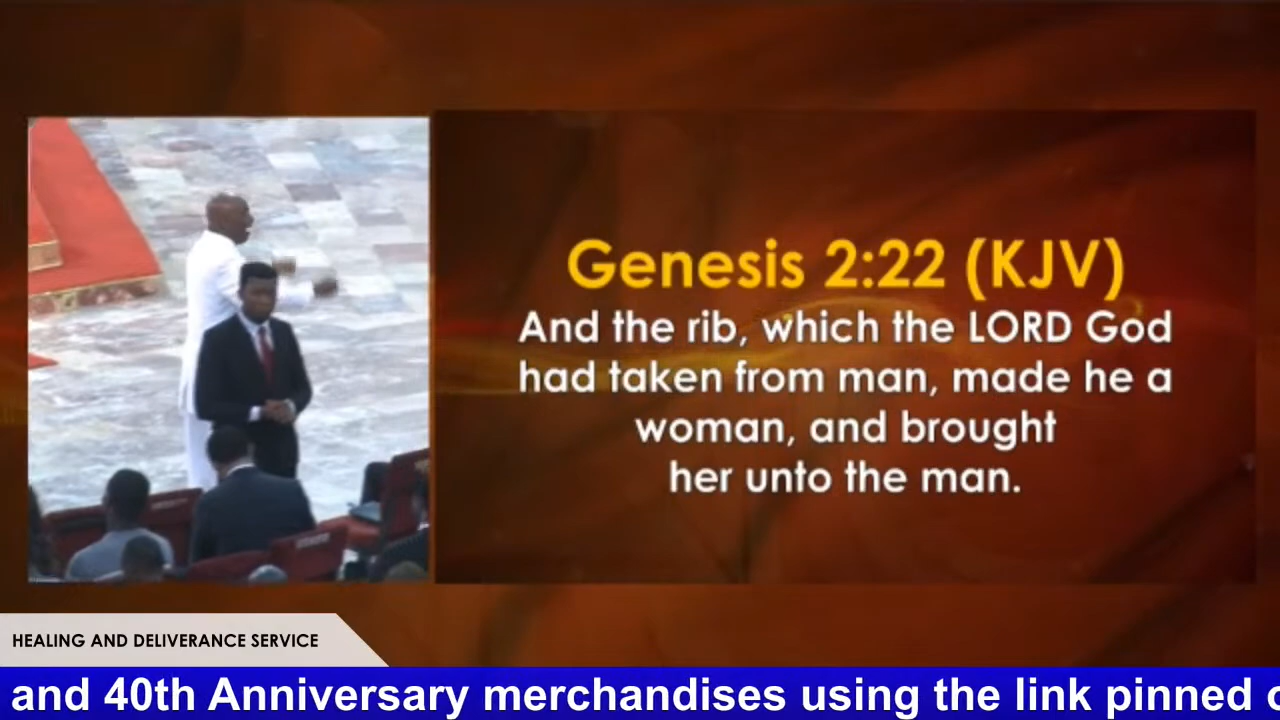 Genesis 2:22 (KJV)
And the rib, which the LORD God
had taken from man, made he a
woman, and brought
her unto the man.
HEALING AND DELIVERANCE SERVICE
and 40th Anniversary merchandises using the link pinned